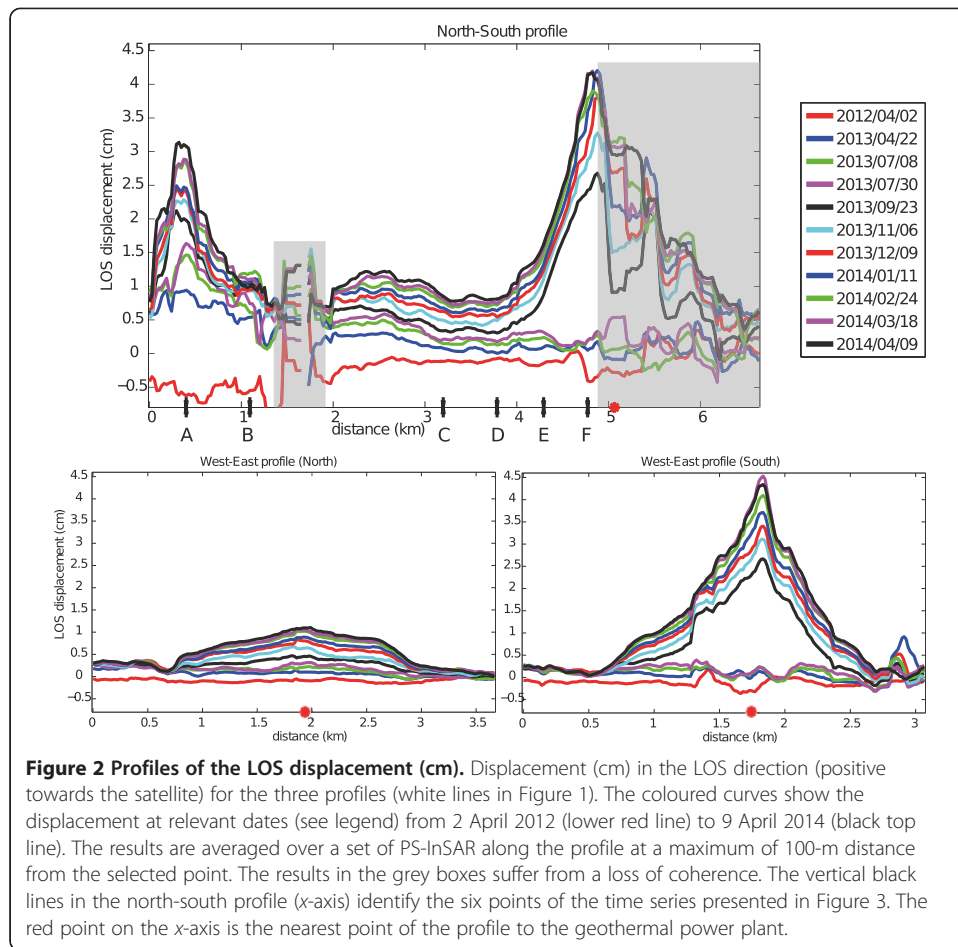 North-South profile
4.5
4
3.5
3
2.5
2
1.5
1
0.5
0
−0.5
LOS displacement (cm)
0 1 2 3 4 5 6
distance (km)
A B C D E F
2012/04/02
2013/04/22
2013/07/08
2013/07/30
2013/09/23
2013/11/06
2013/12/09
2014/01/11
2014/02/24
2014/03/18
2014/04/09
West-East profile (North)
4.5
4
3.5
3
2.5
2
1.5
1
0.5
0
−0.5
LOS displacement (cm)
0 0.5 1 1.5 2 2.5 3 3.5
distance (km)
West-East profile (South)
4.5
4
3.5
3
2.5
2
1.5
1
0.5
0
−0.5
0 0.5 1 1.5 2 2.5 3
distance (km)
Figure 2 Profiles of the LOS displacement (cm). Displacement (cm) in the LOS direction (positive
towards the satellite) for the three profiles (white lines in Figure 1). The coloured curves show the
displacement at relevant dates (see legend) from 2 April 2012 (lower red line) to 9 April 2014 (black top
line). The results are averaged over a set of PS-InSAR along the profile at a maximum of 100-m distance
from the selected point. The results in the grey boxes suffer from a loss of coherence. The vertical black
lines in the north-south profile (x-axis) identify the six points of the time series presented in Figure 3. The
red point on the x-axis is the nearest point of the profile to the geothermal power plant.